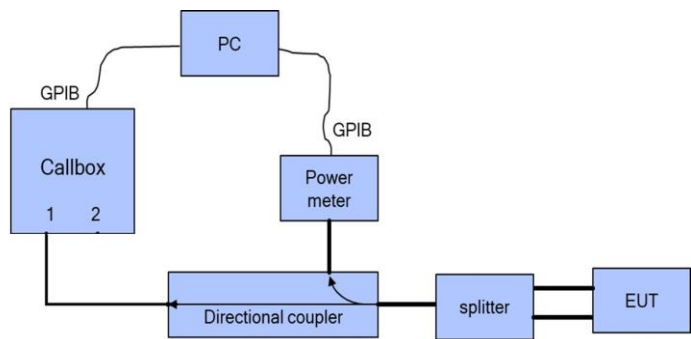 PC
GPIB
GPIB
Callbox
1 2
Power
meter
Directional coupler
splitter
EUT